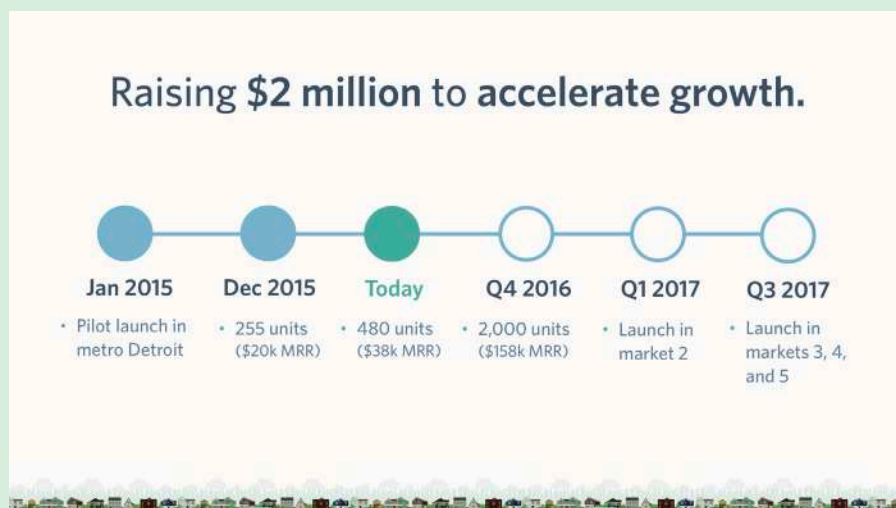 Raising $2 million to accelerate growth.
Jan 2015
• Pilot launch in
metro Detroit
Dec 2015
• 255 units
($20k MRR)
Today
• 480 units
($38k MRR)
Q4 2016
• 2,000 units
($158k MRR)
Q1 2017
• Launch in
market 2
Q3 2017
• Launch in
markets 3, 4,
and 5